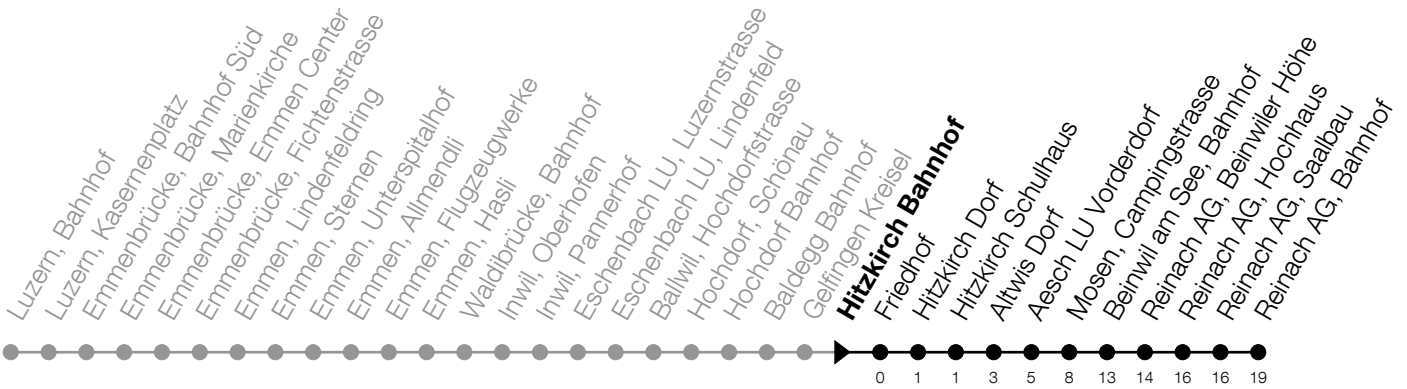 Luzern, Bahnhof
Luzern, Kasernenplatz
Emmenbrücke, Bahnhof Süd
Emmenbrücke, Marienkirche
Emmenbrücke, Emmen Center
Emmenbrücke, Fichtenstrasse
Emmen, Lindenfeldring
Emmen, Sternen
Emmen, Unterspitalhof
Emmen, Allmendli
Emmen, Flugzeugwerke
Emmen, Hasli
Waldibrücke, Bahnhof
Inwil, Oberhofen
Inwil, Pannerhof
Eschenbach LU, Luzernstrasse
Eschenbach LU, Lindenfeld
Ballwil, Hochdorfstrasse
Hochdorf, Schönau
Hochdorf Bahnhof
Baldegg Bahnhof
Gelfingen Kreisel
Hitzkirch Bahnhof
Friedhof
Hitzkirch Dorf
Hitzkirch Schulhaus
Altwis Dorf
Aesch LU Vorderdorf
Mosen, Campingstrasse
Beinwil am See, Bahnhof
Reinach AG, Beinwiler Höhe
Reinach AG, Hochhaus
Reinach AG, Saalbau
Reinach AG, Bahnhof
0 1 1 3 5 8 13 14 16 16 19